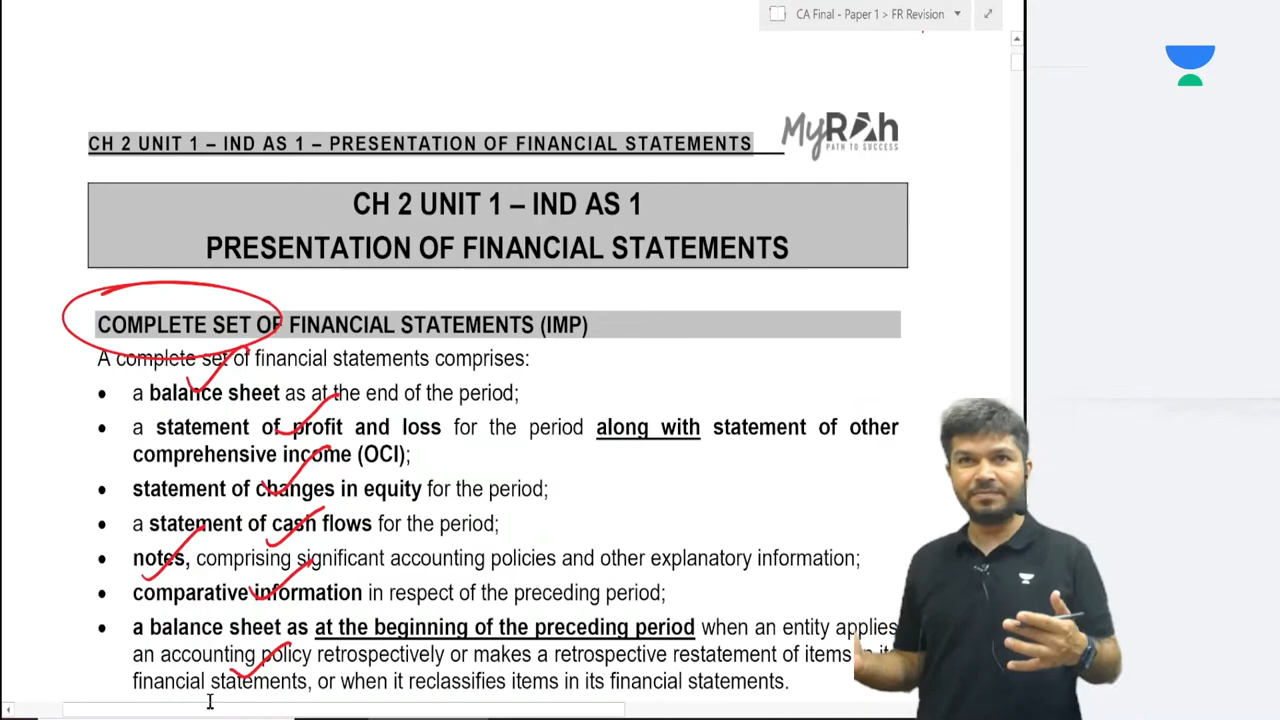 CA Final - Paper 1 > FR Revision
CH 2 UNIT 1 – IND AS 1 – PRESENTATION OF FINANCIAL STATEMENTS
MyRAh
PATH TO SUCCESS
CH 2 UNIT 1 – IND AS 1
PRESENTATION OF FINANCIAL STATEMENTS
COMPLETE SET OF FINANCIAL STATEMENTS (IMP)
A complete set of financial statements comprises:
• a balance sheet as at the end of the period;
• a statement of profit and loss for the period along with statement of other
comprehensive income (OCI);
• statement of changes in equity for the period;
• a statement of cash flows for the period;
• notes, comprising significant accounting policies and other explanatory information;
• comparative information in respect of the preceding period;
• a balance sheet as at the beginning of the preceding period when an entity applies
an accounting policy retrospectively or makes a retrospective restatement of items in its
financial statements, or when it reclassifies items in its financial statements.